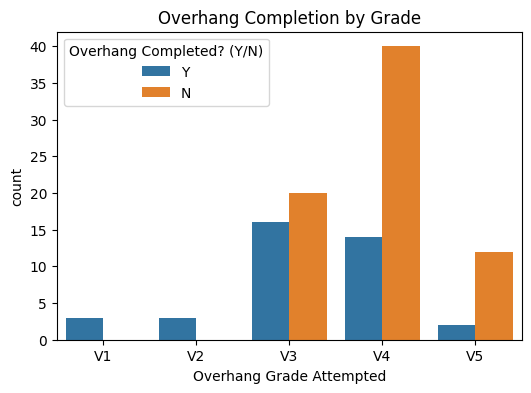 Overhang Completion by Grade
Overhang Completed? (Y/N)
Y
N
40
35
30
25
20
15
10
5
0
count
V1 V2 V3 V4 V5
Overhang Grade Attempted